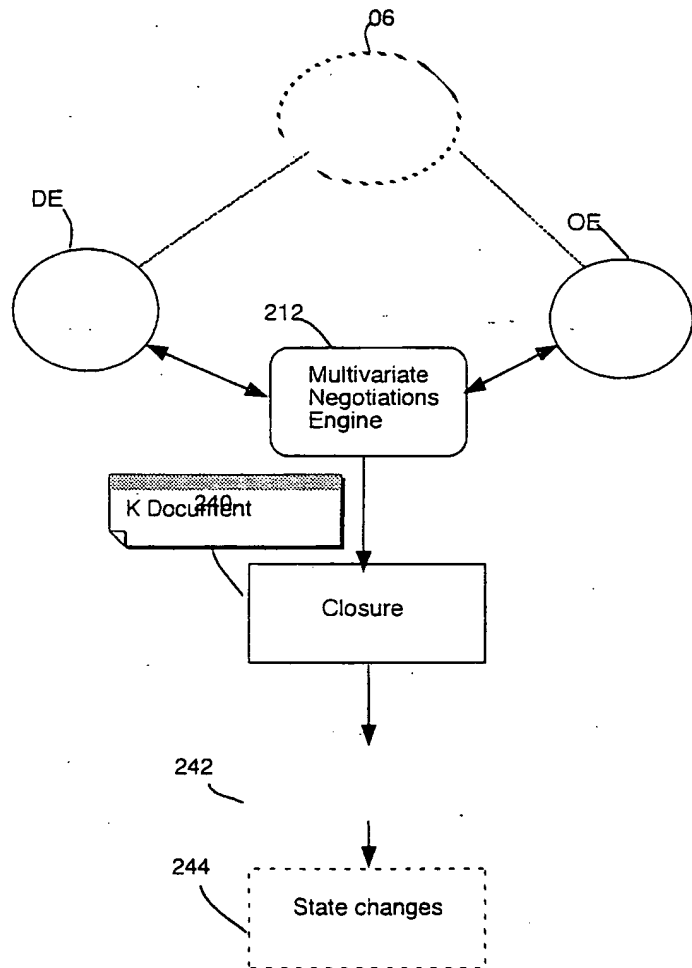 06
DE
OE
212
Multivariate
Negotiations
Engine
240
K Document
Closure
242
244
State changes